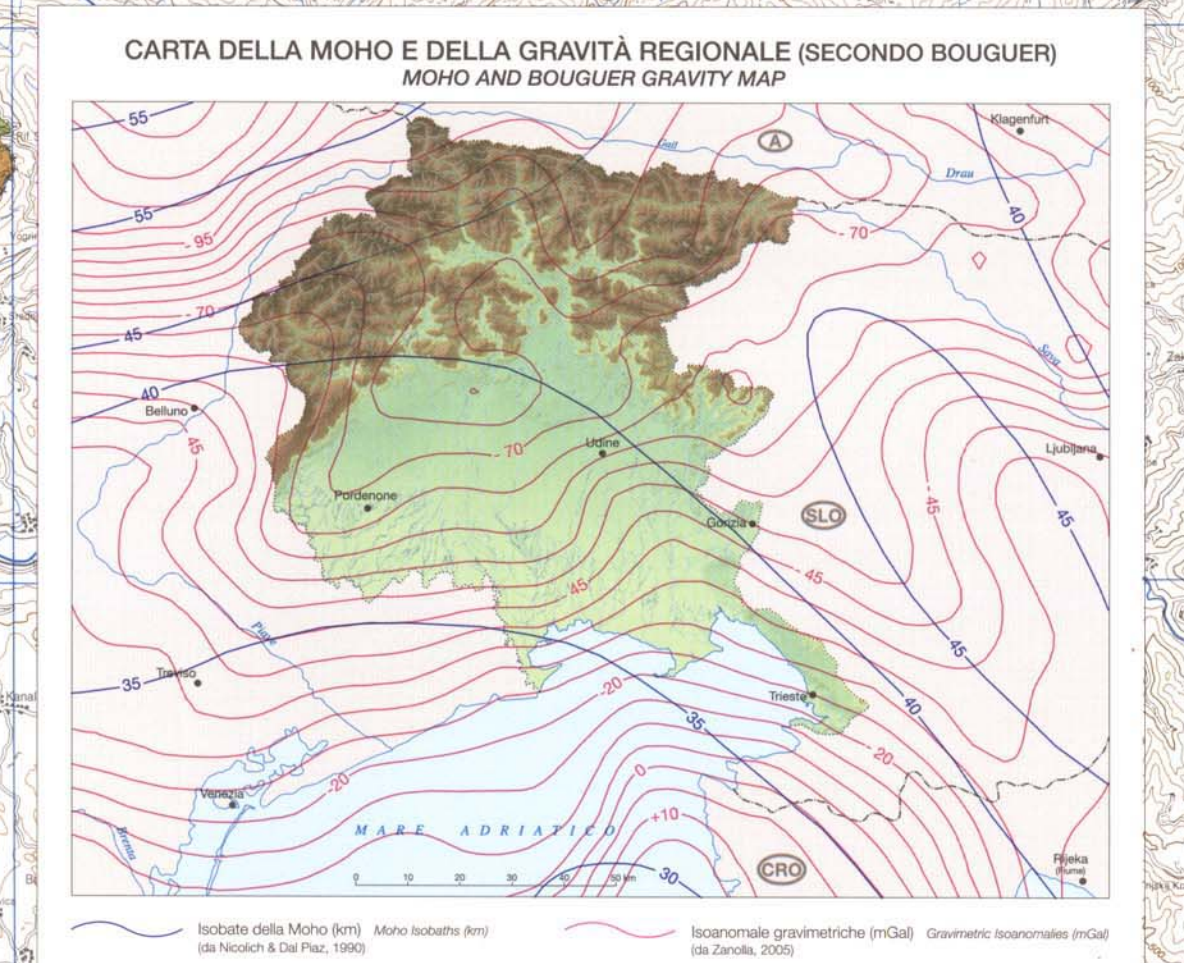 CARTA DELLA MOHO E DELLA GRAVITÀ REGIONALE (SECONDO BOUGUER)
MOHO AND BOUGUER GRAVITY MAP
55
Gail
A
Klagenfurt
Drau
55
40
- 95
- 70
- 70
45
Sava
40
Belluno
45
- 70
Udine
Ljubljana
Pordenone
- 45
45
Gorizia
SLO
45
- 45
Piave
45
Treviso
35
-20
Trieste
40
35
- 20
-20
0
Venezia
+10
MARE ADRIATICO
Brenta
CRO
30
Rijeka
(Fiume)
0 10 20 30 40 50 km
Isobate della Moho (km) Moho Isobaths (km)
(da Nicolich & Dal Piaz, 1990)
Isoanomale gravimetriche (mGal) Gravimetric Isoanomalies (mGal)
(da Zanolla, 2005)
Kanal